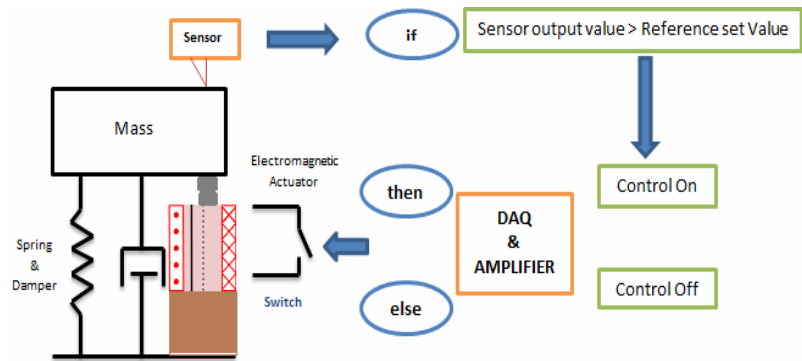 Sensor
if
Sensor output value > Reference set Value
Mass
Electromagnetic
Actuator
then
Control On
DAQ
&
AMPLIFIER
Spring
&
Damper
Switch
else
Control Off